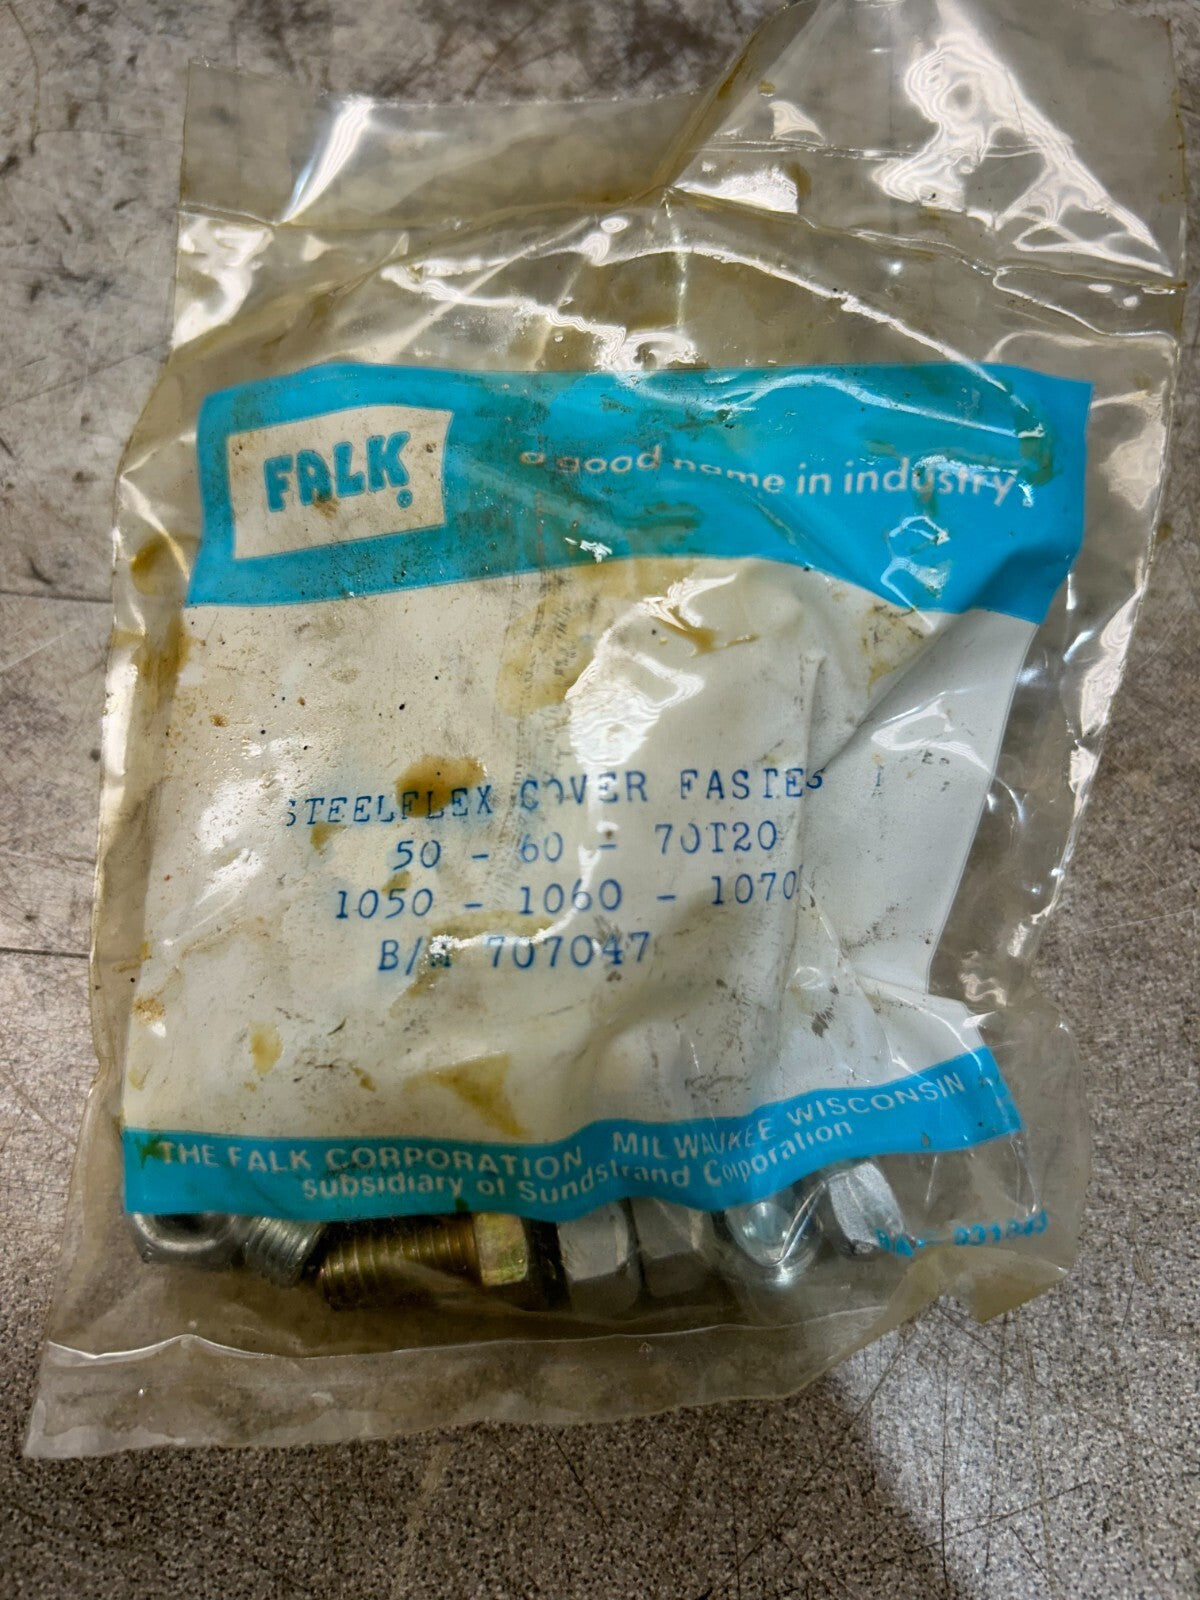 FALK
a good name in industry
STEELFLEX COVER FASTE
50 - 60 - 70T20
1050 - 1060 - 1070
B/M 707047
THE FALK CORPORATION MILWAUKEE WISCONSIN
subsidiary of Sundstrand Corporation